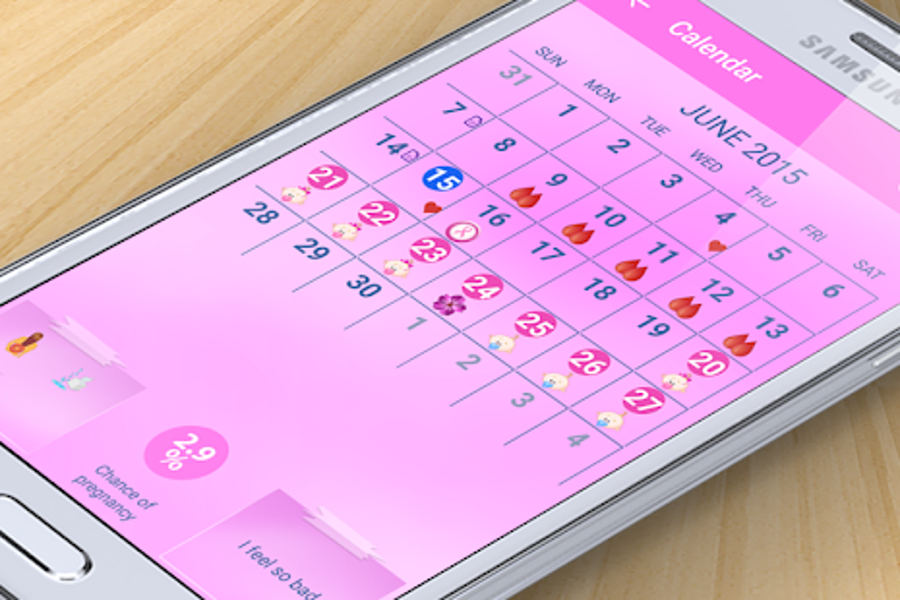 SAMSUN
Calendar
JUNE 2015
SUN MON TUE WED THU FRI SAT
31 1 2 3 4 5 6
7 8 9 10 11 12 13
14 15 16 17 18 19 20
21 22 23 24 25 26 27
28 29 30 1 2 3 4
2.9
%
Chance of
pregnancy
I feel so bad